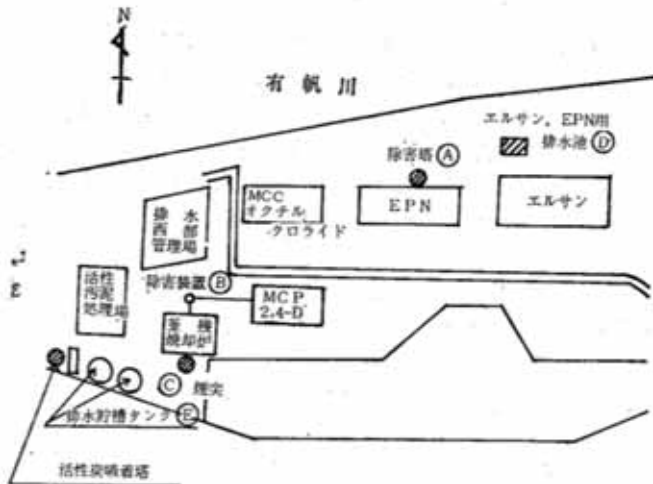 N
有帆川
エルサン, EPN用
排水池 Ⓓ
除害塔 Ⓐ
MCC
オクチル
クロライド
EPN
エルサン
排水
西部
管理場
活性
汚泥
処理場
除害装置 Ⓑ
MCP
2,4-D
焼却炉
Ⓒ 煙突
排水貯槽タンク Ⓔ
活性炭吸着塔